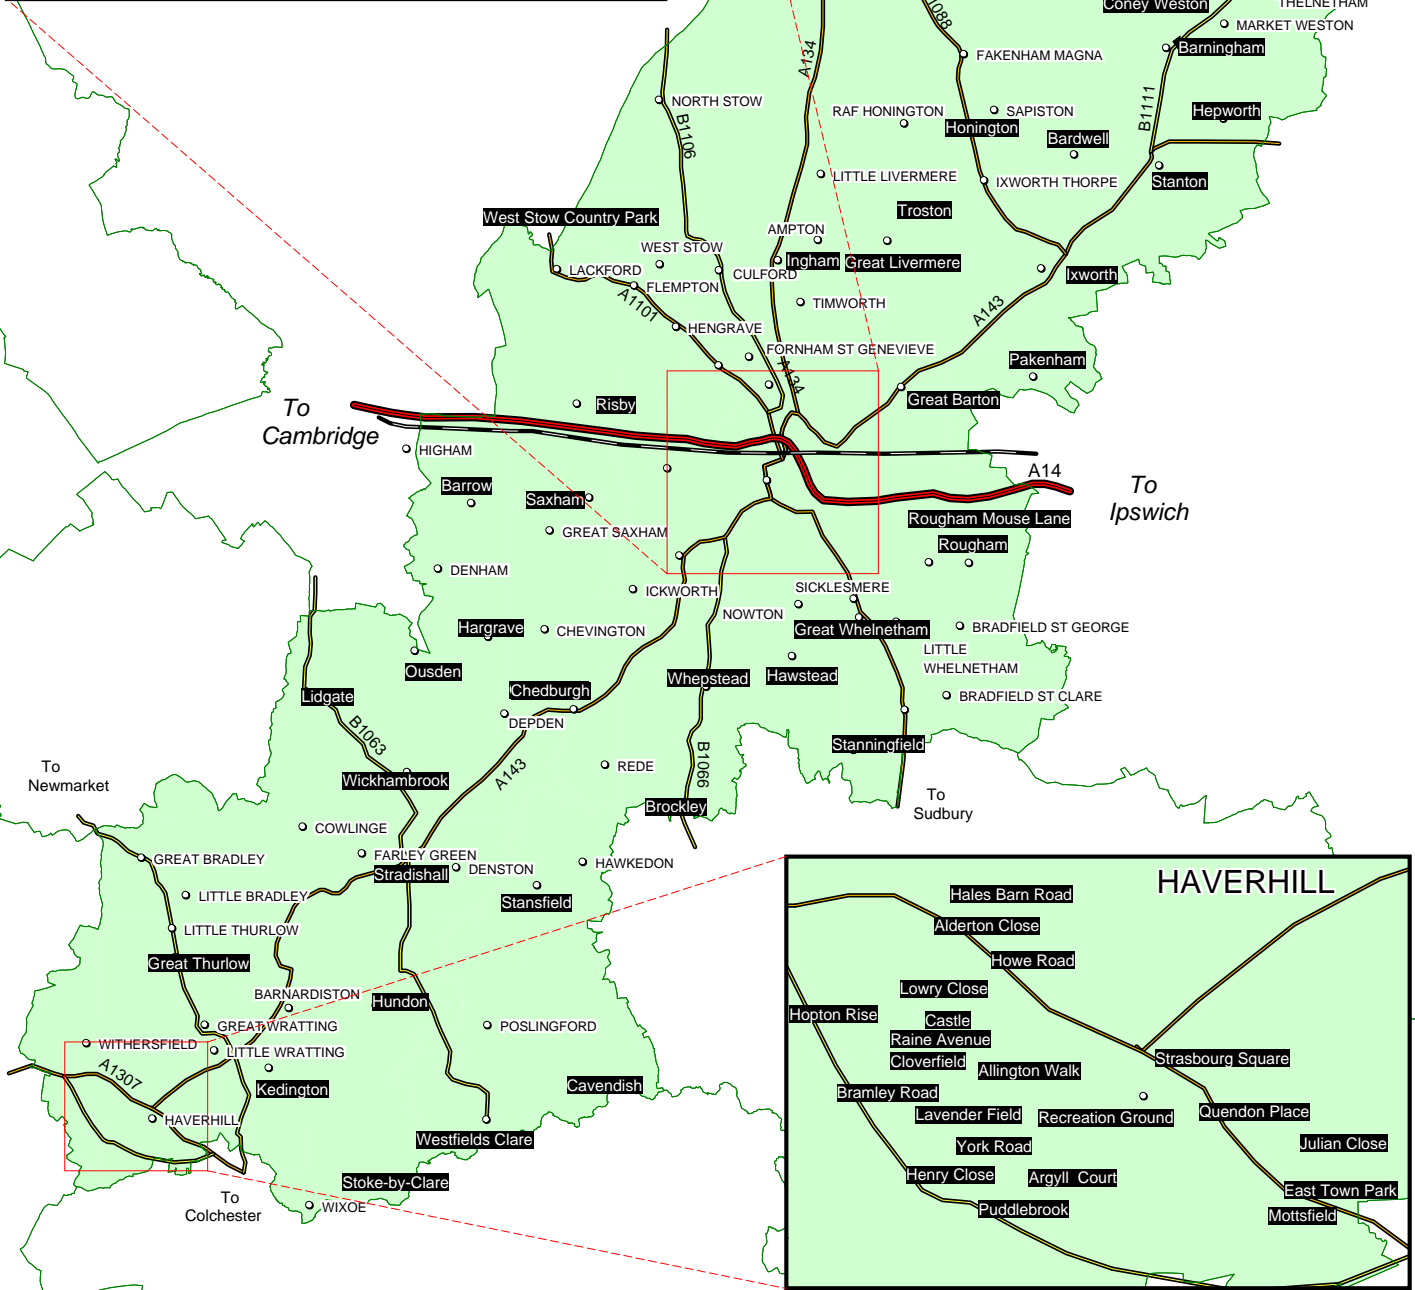 Coney Weston
THELNETHAM
MARKET WESTON
B1088
Barningham
A134
FAKENHAM MAGNA
NORTH STOW
RAF HONINGTON
SAPISTON
B1111
Hepworth
B1106
Honington
Bardwell
LITTLE LIVERMERE
IXWORTH THORPE
Stanton
West Stow Country Park
Troston
AMPTON
WEST STOW
LACKFORD
CULFORD
Ingham
Great Livermere
Ixworth
FLEMPTON
A1101
TIMWORTH
A143
HENGRAVE
FORNHAM ST GENEVIEVE
Pakenham
A134
To
Cambridge
Risby
Great Barton
HIGHAM
A14
To
Ipswich
Barrow
Saxham
Rougham Mouse Lane
GREAT SAXHAM
Rougham
DENHAM
ICKWORTH
SICKLESMERE
NOWTON
Hargrave
CHEVINGTON
Great Whelnetham
BRADFIELD ST GEORGE
LITTLE
WHELNETHAM
Ousden
Whepstead
Hawstead
Lidgate
Chedburgh
BRADFIELD ST CLARE
DEPDEN
B1063
Stanningfield
To
Newmarket
Wickhambrook
A143
REDE
B1066
Brockley
To
Sudbury
COWLINGE
GREAT BRADLEY
FARLEY GREEN
Stradishall
DENSTON
HAWKEDON
LITTLE BRADLEY
Stansfield
LITTLE THURLOW
Great Thurlow
BARNARDISTON
Hundon
GREAT WRATTING
POSLINGFORD
WITHERSFIELD
LITTLE WRATTING
A1307
Kedington
Cavendish
HAVERHILL
Westfields Clare
Stoke-by-Clare
To
Colchester
WIXOE
HAVERHILL
Hales Barn Road
Alderton Close
Howe Road
Lowry Close
Hopton Rise
Castle
Raine Avenue
Cloverfield
Strasbourg Square
Allington Walk
Bramley Road
Lavender Field
Recreation Ground
Quendon Place
York Road
Julian Close
Henry Close
Argyll Court
East Town Park
Puddlebrook
Mottsfield